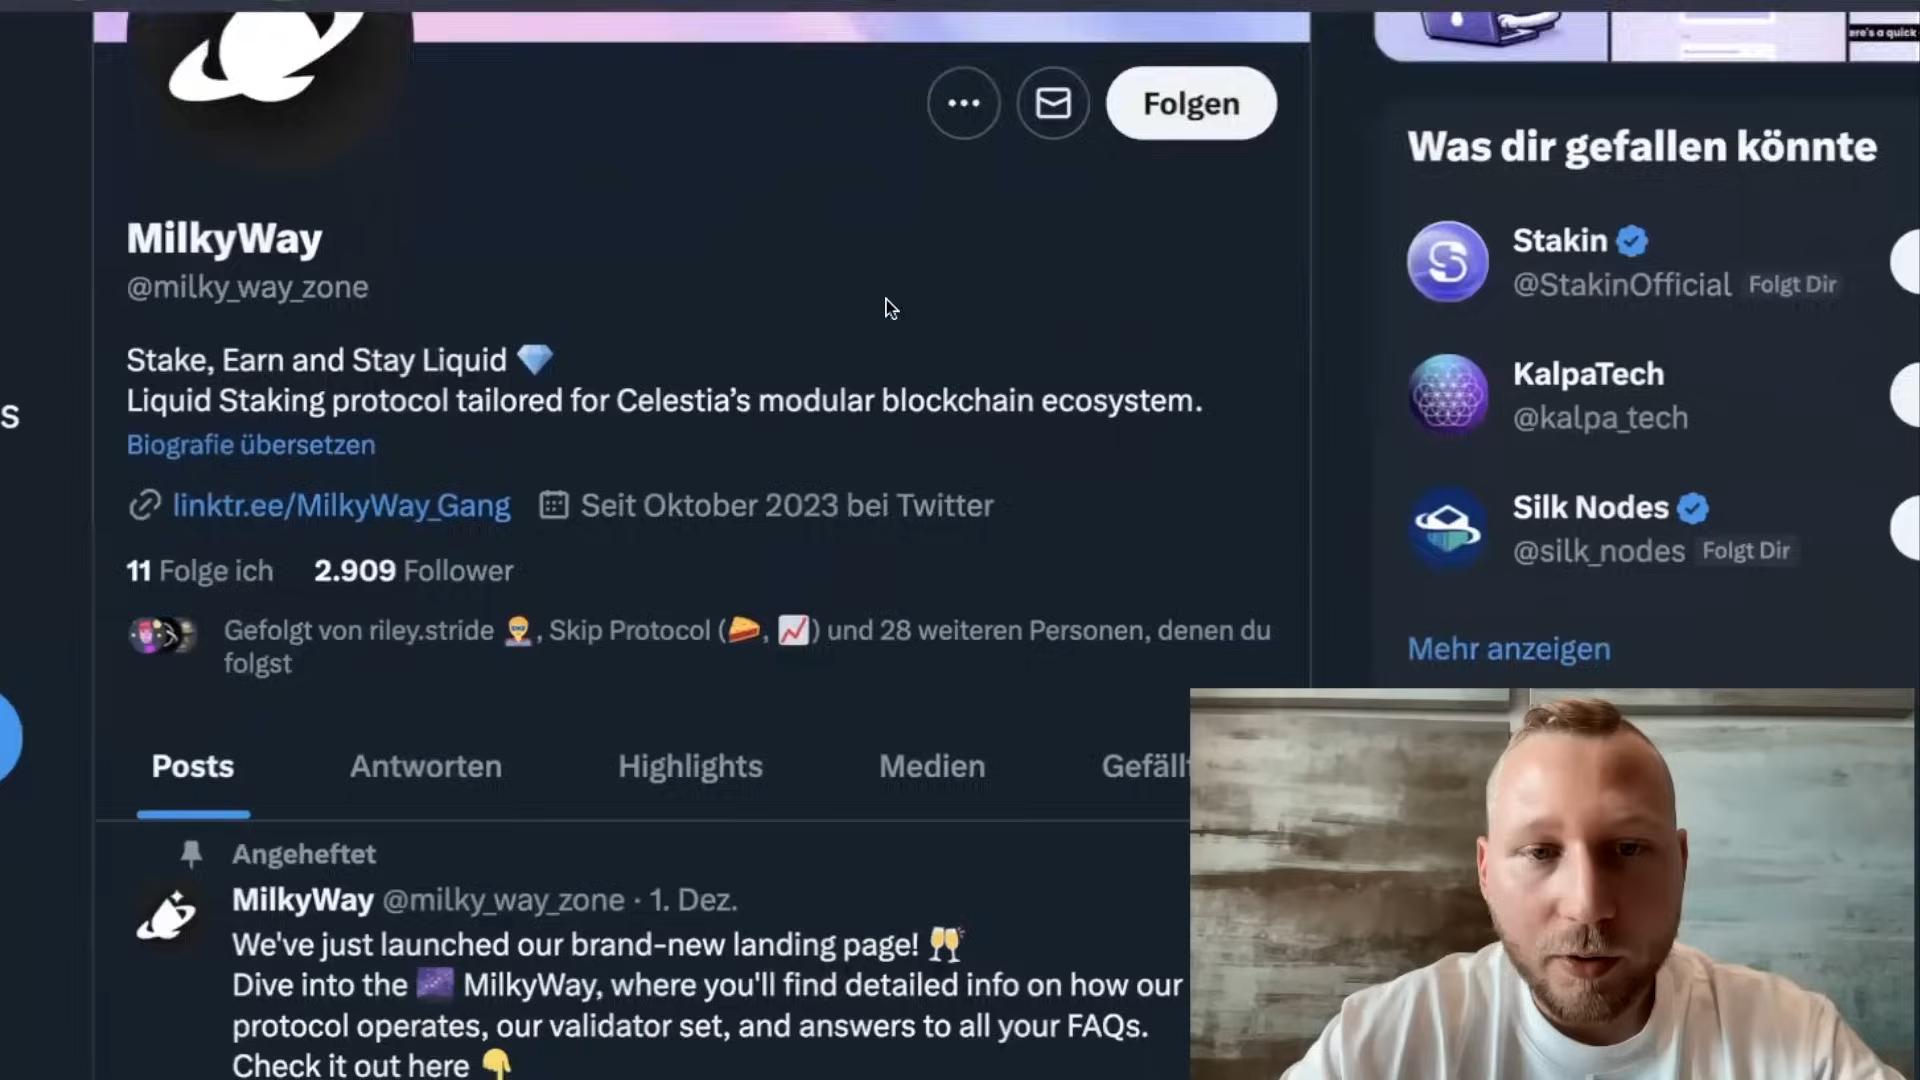 ere's a quick
Folgen
MilkyWay
@milky_way_zone
Stake, Earn and Stay Liquid 💎
Liquid Staking protocol tailored for Celestia's modular blockchain ecosystem.
Biografie übersetzen
linktr.ee/MilkyWay_Gang Seit Oktober 2023 bei Twitter
11 Folge ich 2.909 Follower
Gefolgt von riley.stride, Skip Protocol (🥧, 📈) und 28 weiteren Personen, denen du
folgst
Posts Antworten Highlights Medien Gefäll
Angeheftet
MilkyWay @milky_way_zone · 1. Dez.
We've just launched our brand-new landing page! 🥂
Dive into the 🌌 MilkyWay, where you'll find detailed info on how our
protocol operates, our validator set, and answers to all your FAQs.
Check it out here 👇
Was dir gefallen könnte
Stakin
@StakinOfficial Folgt Dir
KalpaTech
@kalpa_tech
Silk Nodes
@silk_nodes Folgt Dir
Mehr anzeigen
s